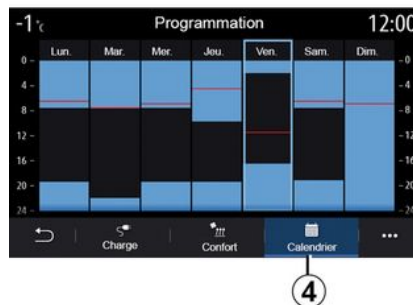 -1°c Programmation 12:00
Lun. Mar. Mer. Jeu. Ven. Sam. Dim.
0 0
4 4
8 8
12 12
16 16
20 20
24 24
Charge Confort Calendrier ...
4